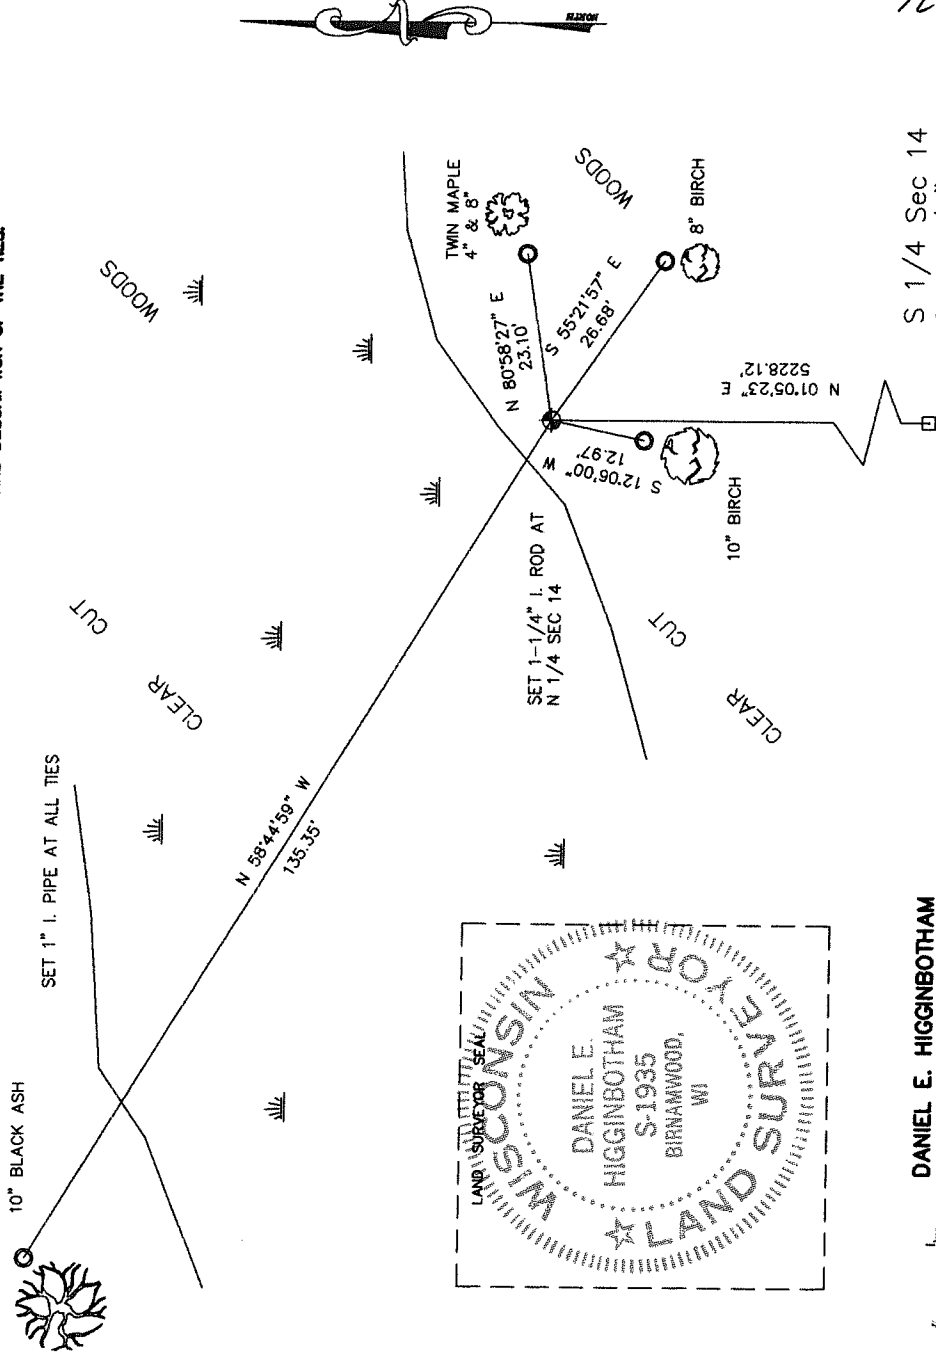 NORTH
WOODS
TWIN MAPLE
4" & 8"
WOODS
8" BIRCH
N 80°58'27" E
23.10'
S 55°21'57" E
26.68'
S 12°06'00" W
12.97'
N 01°05'23" E
5228.12'
S 1/4 Sec 14
10" BIRCH
CLEAR
CUT
SET 1-1/4" I. ROD AT
N 1/4 SEC 14
CLEAR
CUT
N 58°44'59" W
135.35'
SET 1" I. PIPE AT ALL TIES
10" BLACK ASH
LAND SURVEYOR SEAL
WISCONSIN
DANIEL E.
HIGGINBOTHAM
S-1935
BIRNAMWOOD,
WI
LAND SURVEYOR
DANIEL E. HIGGINBOTHAM